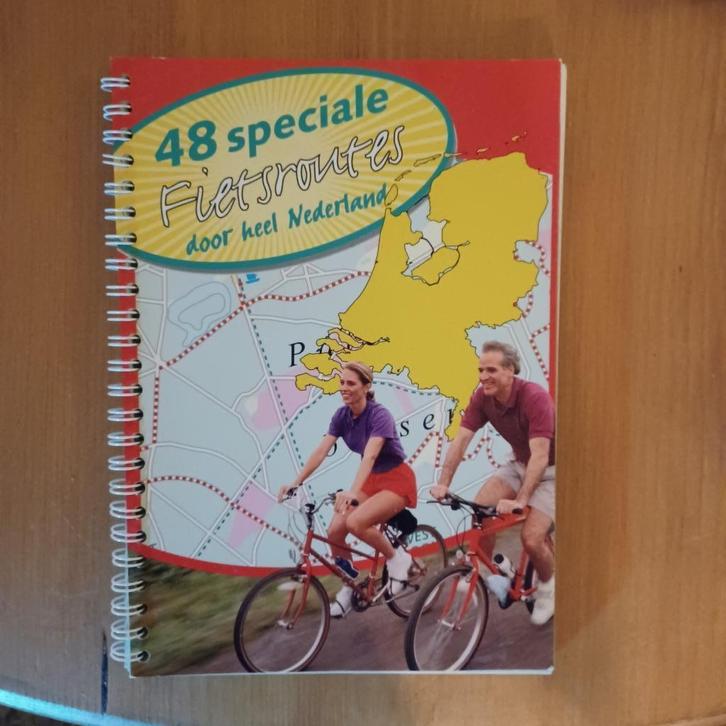 48 speciale
Fietsroutes
door heel Nederland